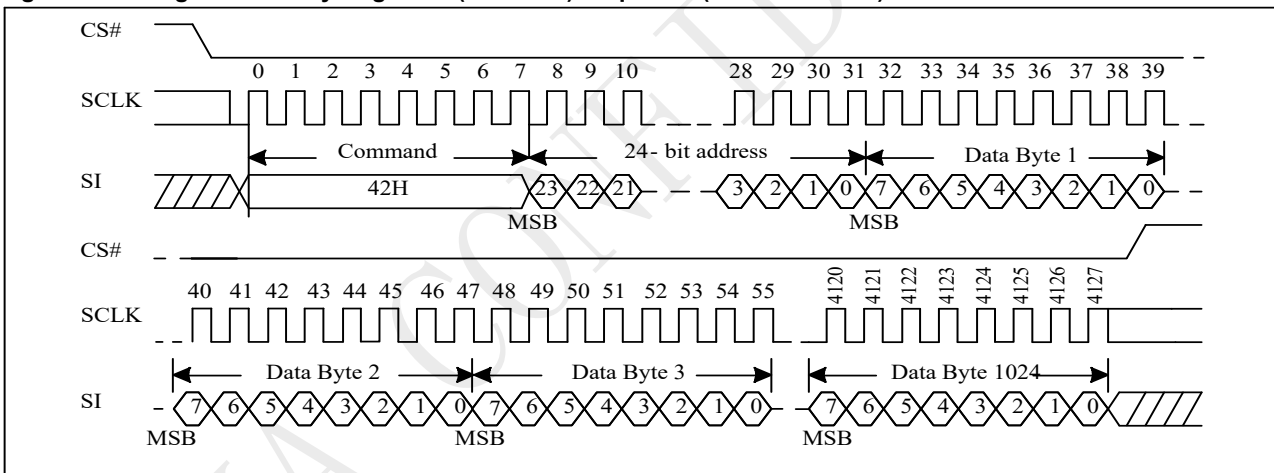 CS#
0 1 2 3 4 5 6 7 8 9 10 28 29 30 31 32 33 34 35 36 37 38 39
SCLK
Command 24- bit address Data Byte 1
SI 42H 23 22 21 3 2 1 0 7 6 5 4 3 2 1 0
MSB MSB
CS#
40 41 42 43 44 45 46 47 48 49 50 51 52 53 54 55 4120 4121 4122 4123 4124 4125 4126 4127
SCLK
Data Byte 2 Data Byte 3 Data Byte 1024
SI 7 6 5 4 3 2 1 0 7 6 5 4 3 2 1 0 7 6 5 4 3 2 1 0
MSB MSB MSB